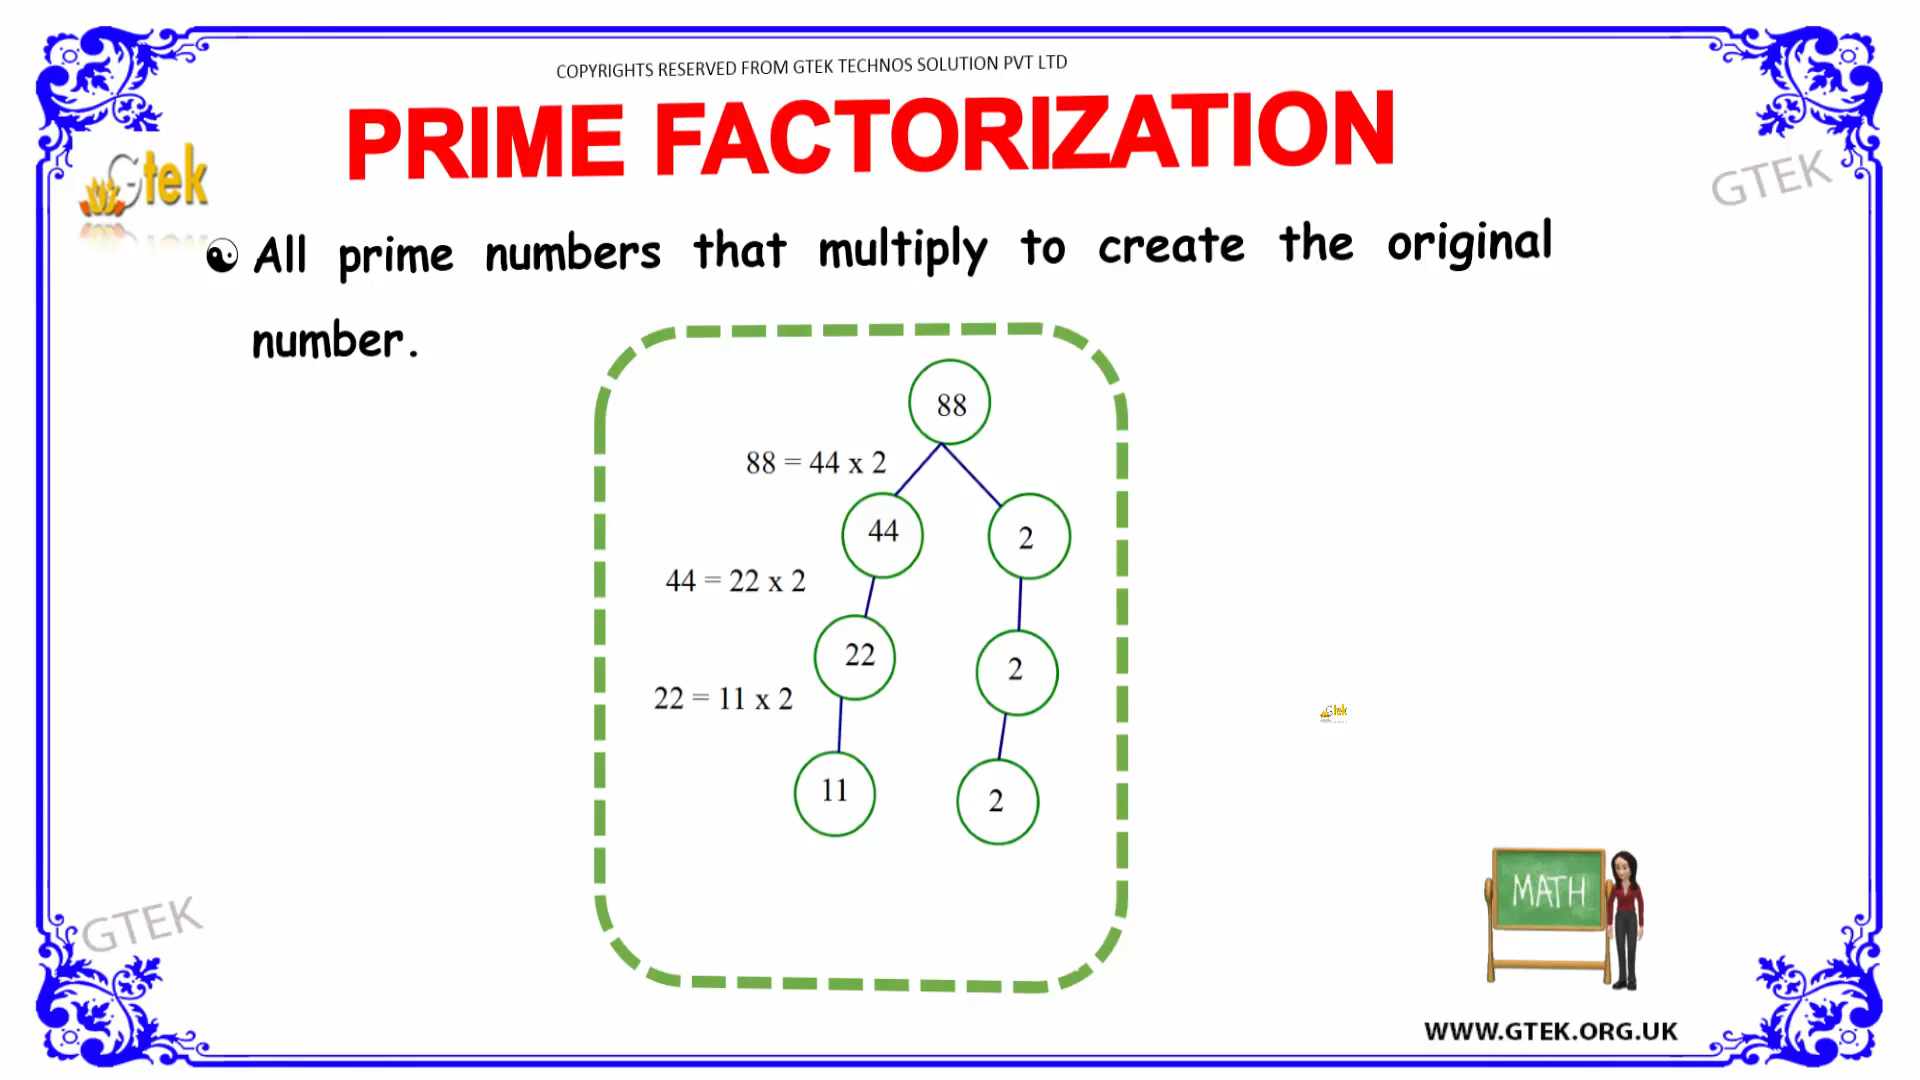 COPYRIGHTS RESERVED FROM GTEK TECHNOS SOLUTION PVT LTD
PRIME FACTORIZATION
Gtek
GTEK
All prime numbers that multiply to create the original
number.
88
88 = 44 x 2
44
2
44 = 22 x 2
22
2
22 = 11 x 2
Gtek
11
2
MATH
GTEK
WWW.GTEK.ORG.UK